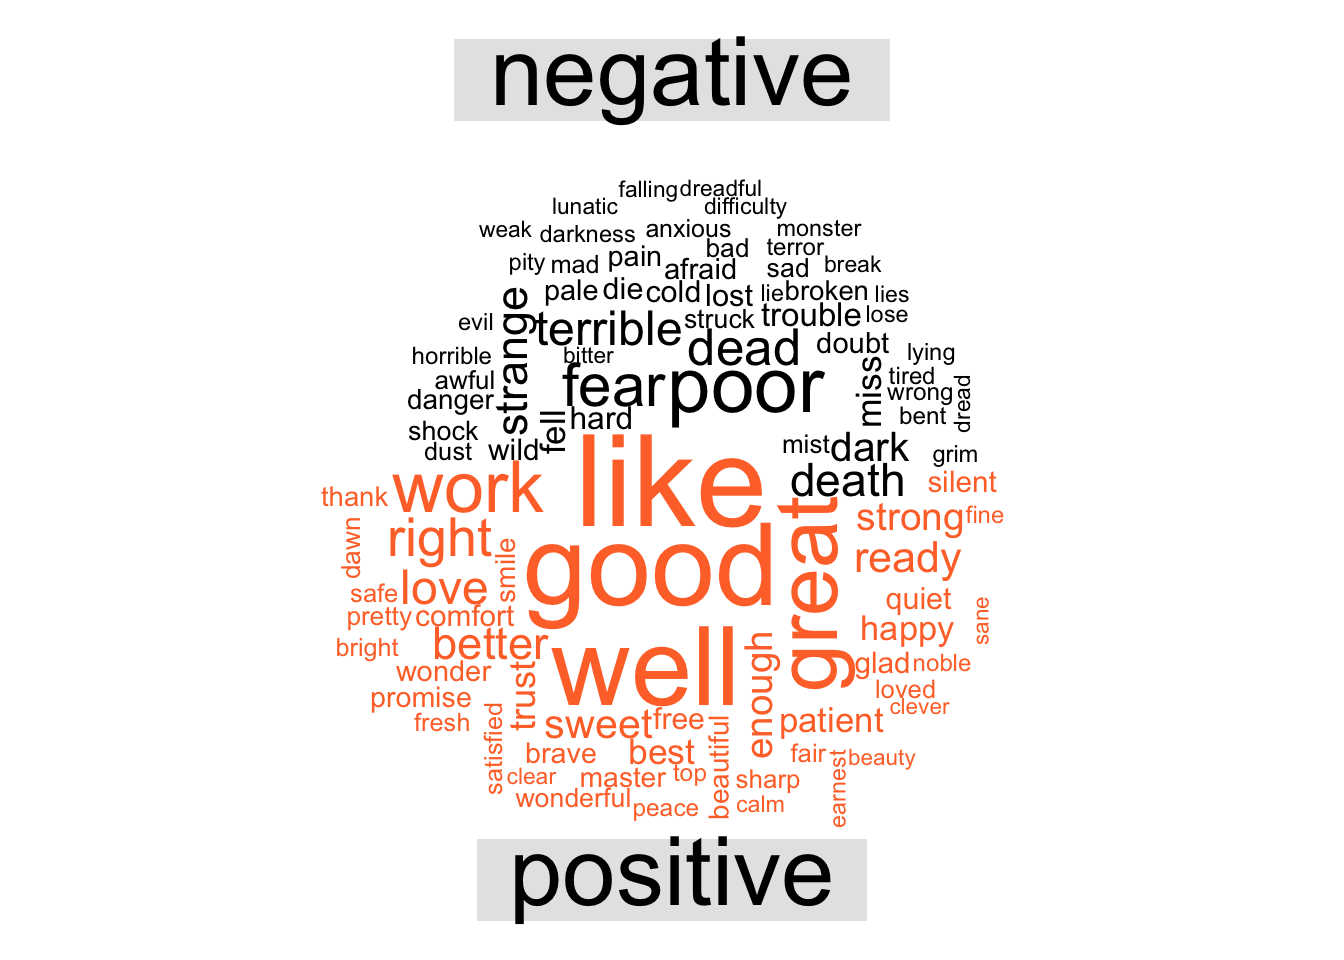 negative
falling dreadful
lunatic difficulty
weak darkness anxious monster
pity mad pain afraid bad terror sad break
pale die cold lost lie broken lies
evil strange terrible struck trouble lose
horrible bitter dead doubt lying
awful fear poor miss tired
danger hard wrong dread
shock fell bent
dust wild mist dark grim
thank work like death silent
dawn right good great strong fine
safe love smile ready
pretty comfort quiet sane
bright better well enough happy
wonder trust glad noble
promise loved
fresh sweet free patient clever
satisfied brave best beautiful fair beauty
clear master top sharp earnest
wonderful peace calm
positive